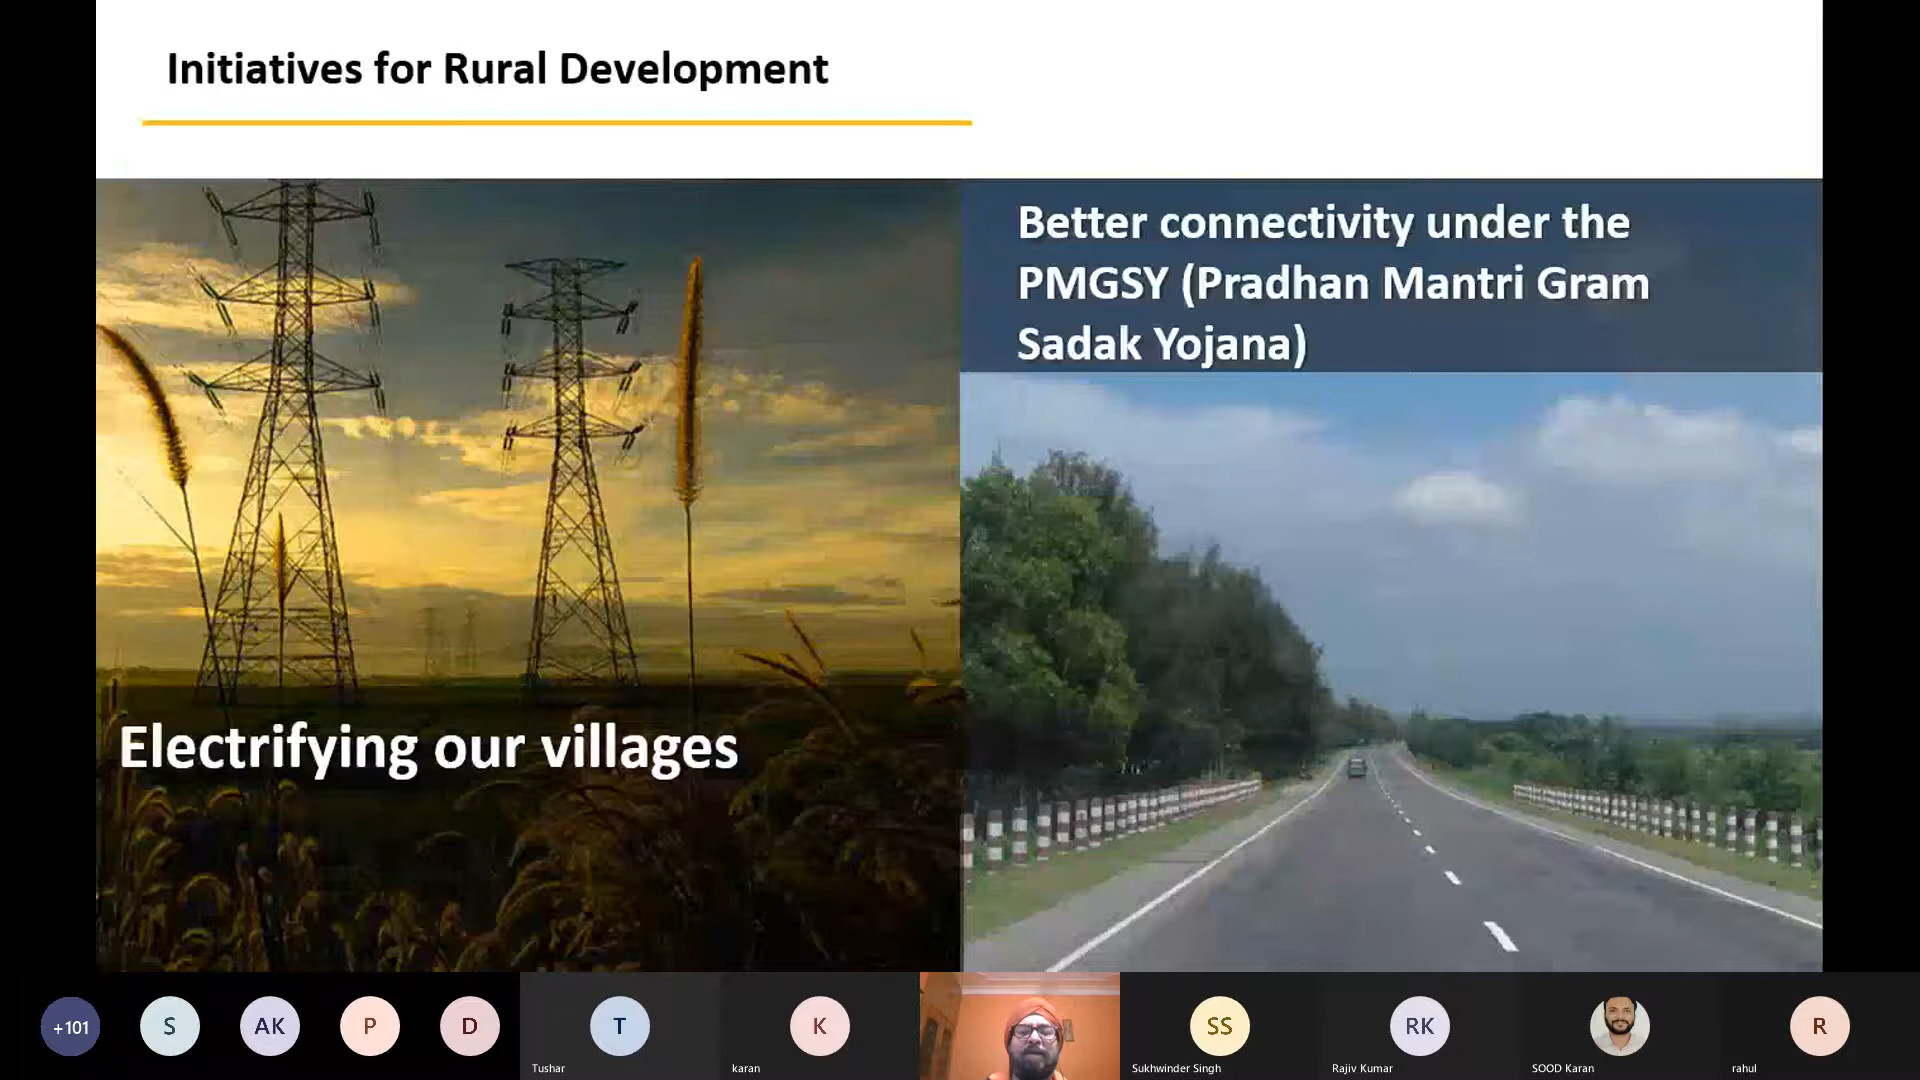 Initiatives for Rural Development
Better connectivity under the
PMGSY (Pradhan Mantri Gram
Sadak Yojana)
Electrifying our villages
+101
S
AK
P
D
T
Tushar
K
karan
SS
Sukhwinder Singh
RK
Rajiv Kumar
SOOD Karan
R
rahul